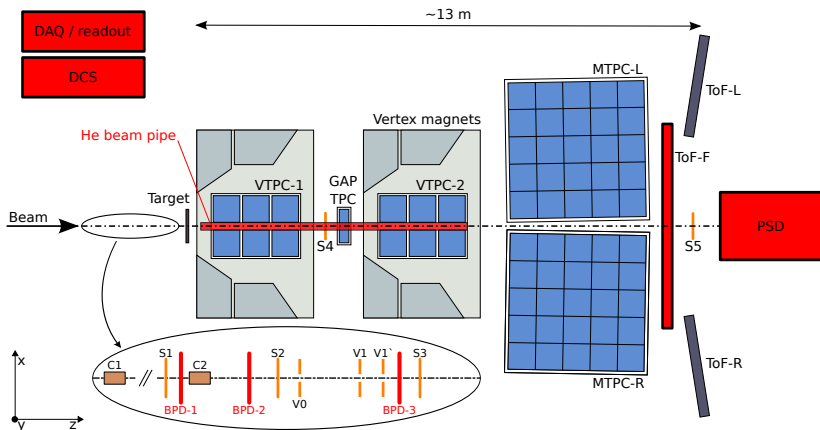 DAQ / readout
DCS
~13 m
MTPC-L
ToF-L
Vertex magnets
He beam pipe
ToF-F
VTPC-1
GAP
TPC
VTPC-2
Target
Beam
S4
S5
PSD
x
y
z
C1
S1
BPD-1
C2
BPD-2
S2
V0
V1
V1`
BPD-3
S3
MTPC-R
ToF-R